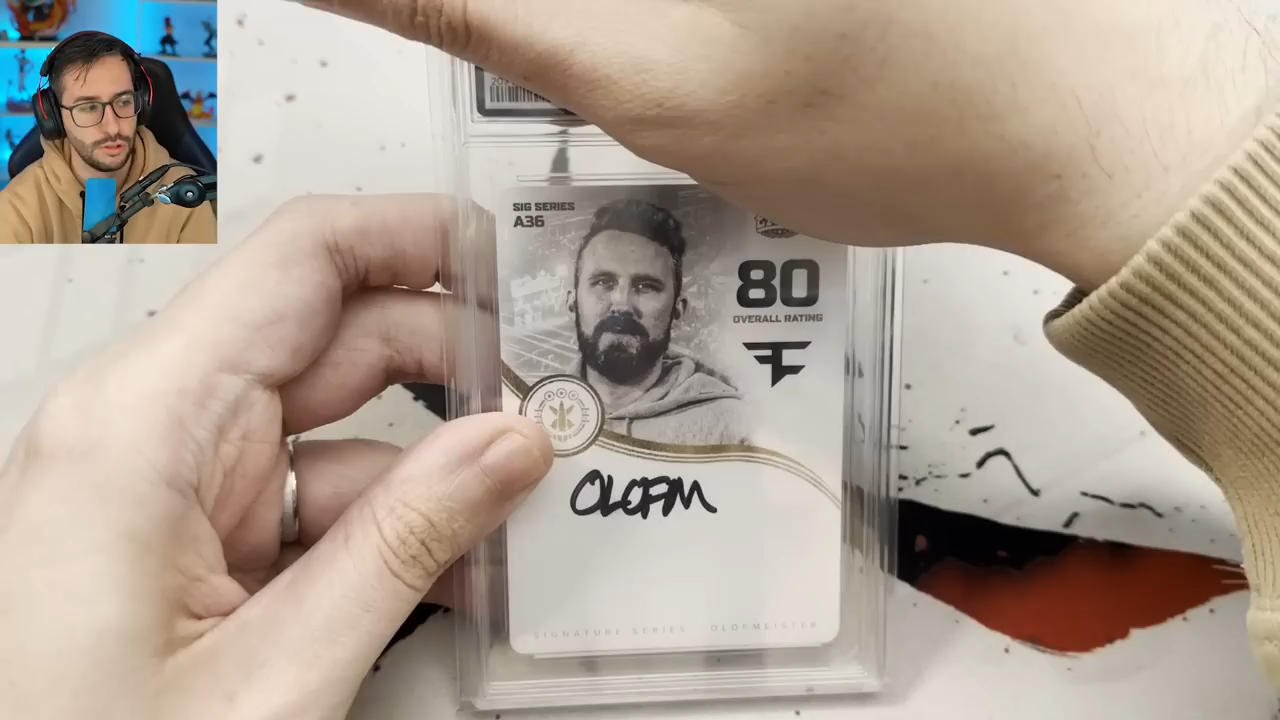 SIG SERIES
A36
80
OVERALL RATING
OLOFM
SIGNATURE SERIES OLOFMEISTER